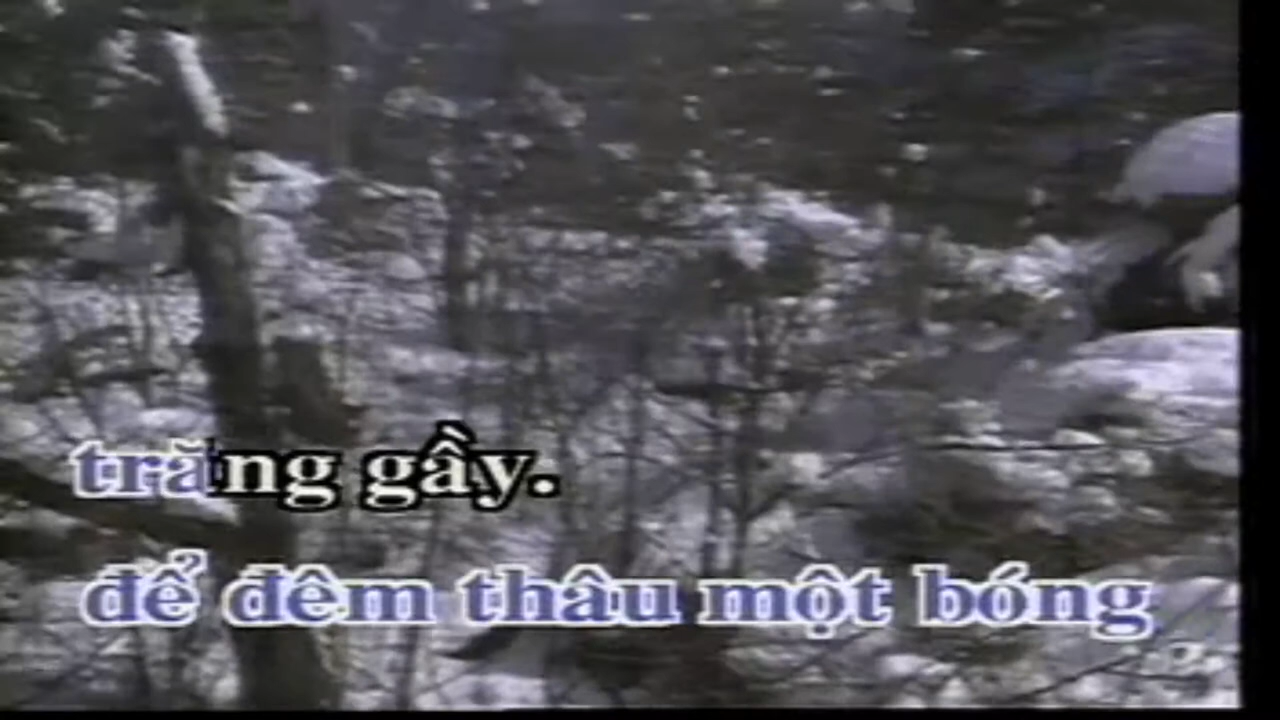 trăng gầy.
để đêm thâu một bóng